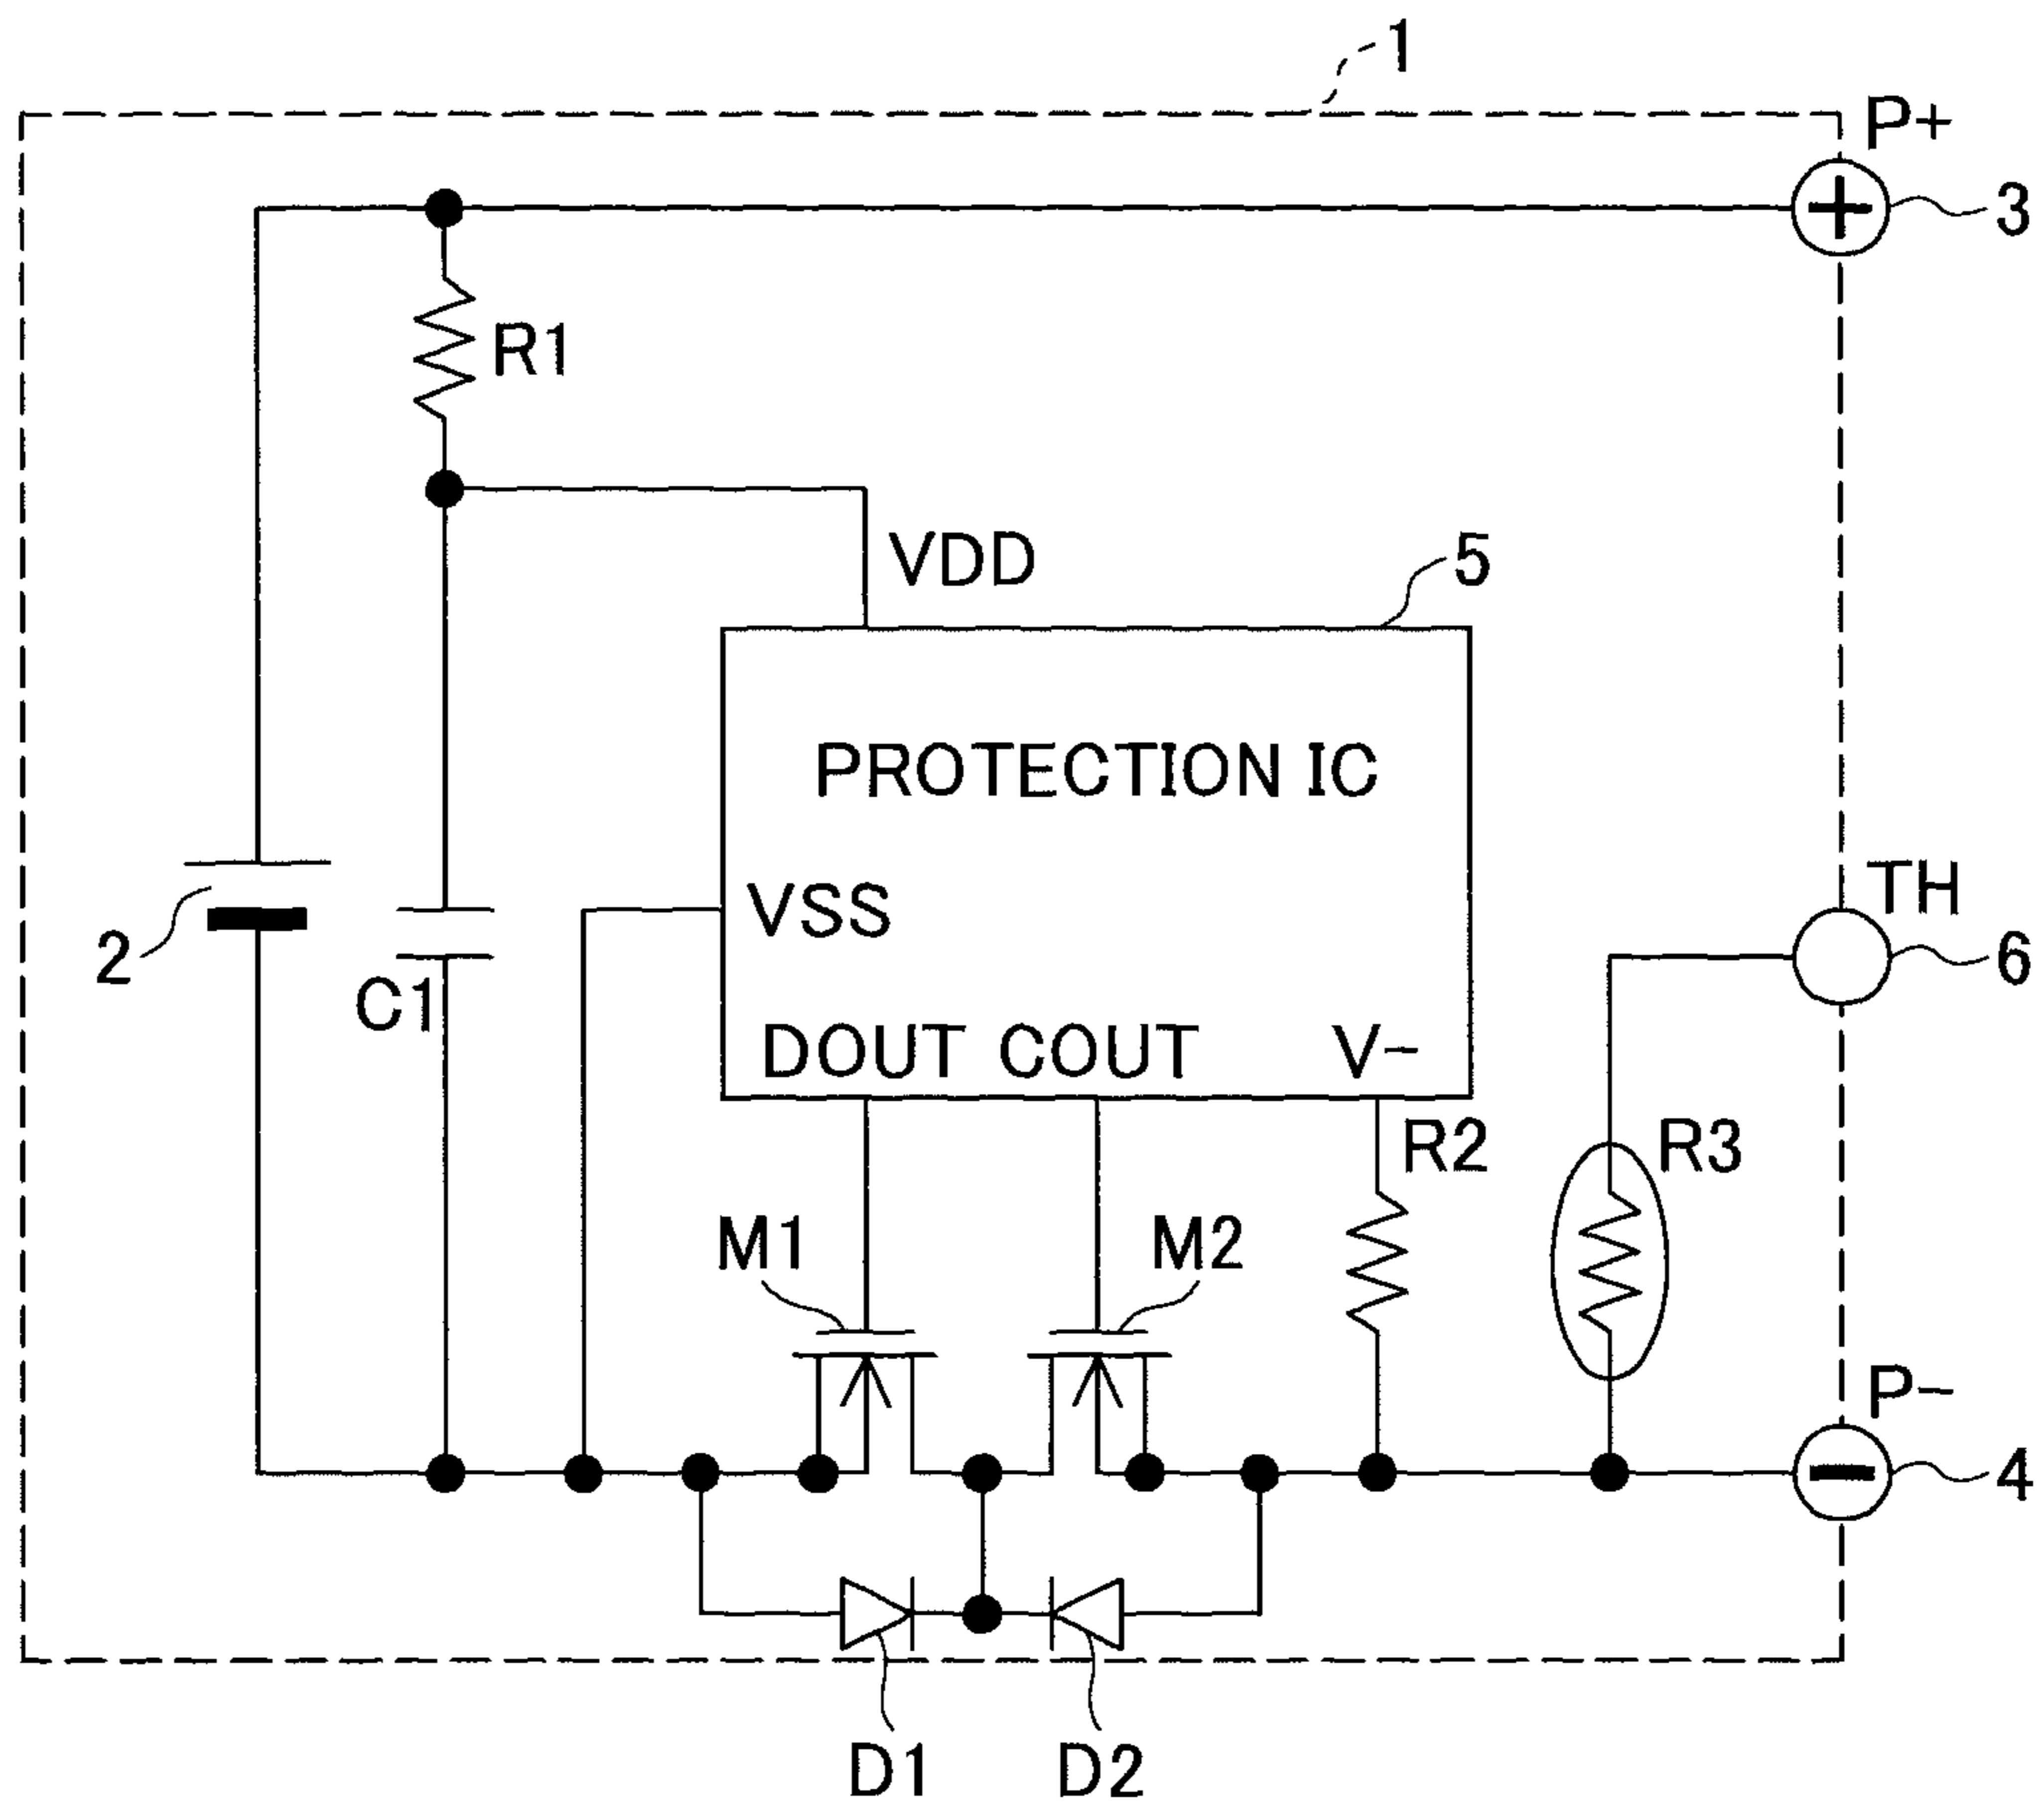 1
P+
3
R1
VDD
5
PROTECTION IC
TH
VSS
2
6
C1
DOUT COUT V-
R2
R3
M1
M2
P-
4
D1
D2